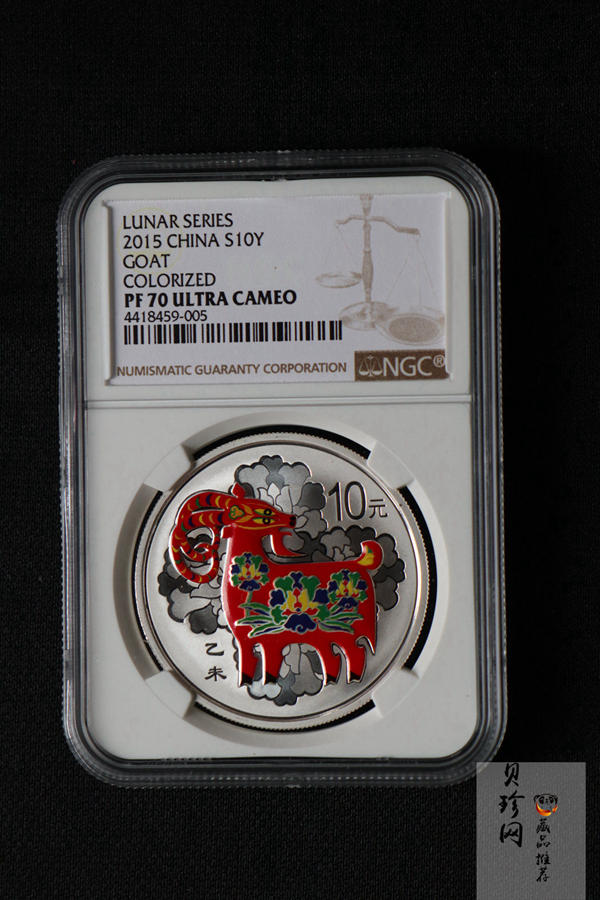 LUNAR SERIES
2015 CHINA S10Y
GOAT
COLORIZED
PF 70 ULTRA CAMEO
4418459-005
NUMISMATIC GUARANTY CORPORATION
NGC®
10元
乙未
贝珍网
藏品推荐